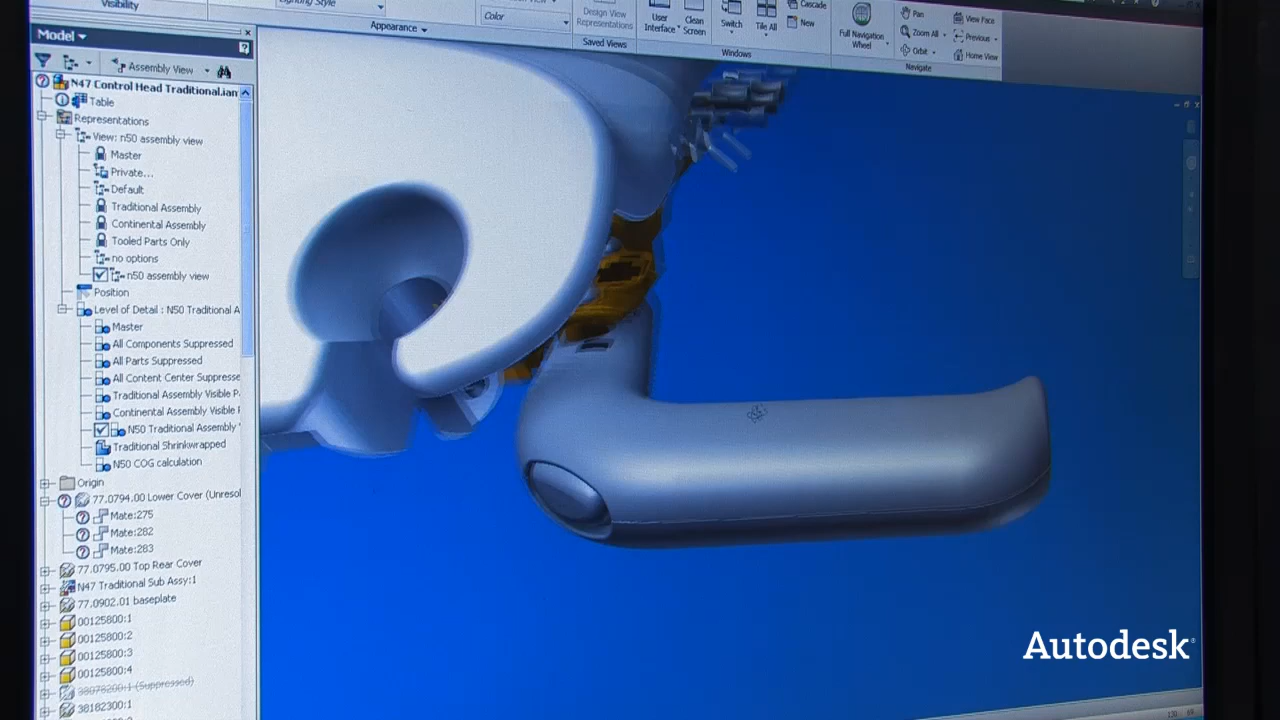 Visibility
Lighting Style
Appearance
Color
Design View
Representations
Saved Views
User
Interface
Clean
Screen
Switch
Tile All
Cascade
New
Windows
Full Navigation
Wheel
Pan
Zoom All
Orbit
View Face
Previous
Home View
Navigate
Model
Assembly View
N47 Control Head Traditional.iam
Table
Representations
View: n50 assembly view
Master
Private...
Default
Traditional Assembly
Continental Assembly
Tooled Parts Only
no options
n50 assembly view
Position
Level of Detail : N50 Traditional A
Master
All Components Suppressed
All Parts Suppressed
All Content Center Suppresse
Traditional Assembly Visible P
Continental Assembly Visible
N50 Traditional Assembly
Traditional Shrinkwrapped
N50 COG calculation
Origin
77.0794.00 Lower Cover (Unresol
Mate:275
Mate:282
Mate:283
77.0795.00 Top Rear Cover
N47 Traditional Sub Assy:1
77.0902.01 baseplate
00125800:1
00125800:2
00125800:3
00125800:4
38078200:1 (Suppressed)
38182300:1
Autodesk